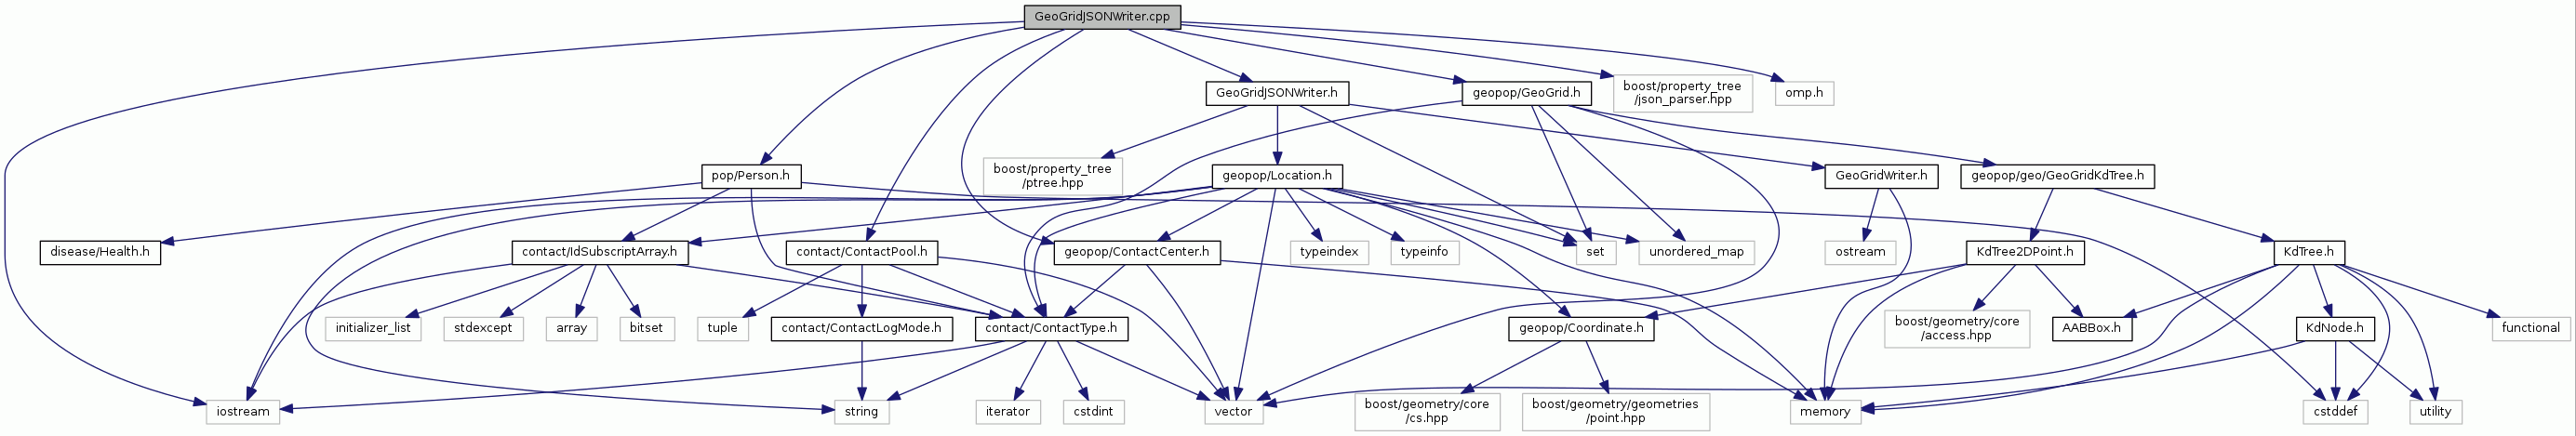 GeoGridJSONWriter.cpp
GeoGridJSONWriter.h
geopop/GeoGrid.h
boost/property_tree
/json_parser.hpp
omp.h
pop/Person.h
boost/property_tree
/ptree.hpp
geopop/Location.h
GeoGridWriter.h
geopop/geo/GeoGridKdTree.h
disease/Health.h
contact/IdSubscriptArray.h
contact/ContactPool.h
geopop/ContactCenter.h
typeindex
typeinfo
set
unordered_map
ostream
KdTree2DPoint.h
KdTree.h
initializer_list
stdexcept
array
bitset
tuple
contact/ContactLogMode.h
contact/ContactType.h
geopop/Coordinate.h
boost/geometry/core
/access.hpp
AABBox.h
KdNode.h
functional
iostream
string
iterator
cstdint
vector
boost/geometry/core
/cs.hpp
boost/geometry/geometries
/point.hpp
memory
cstddef
utility